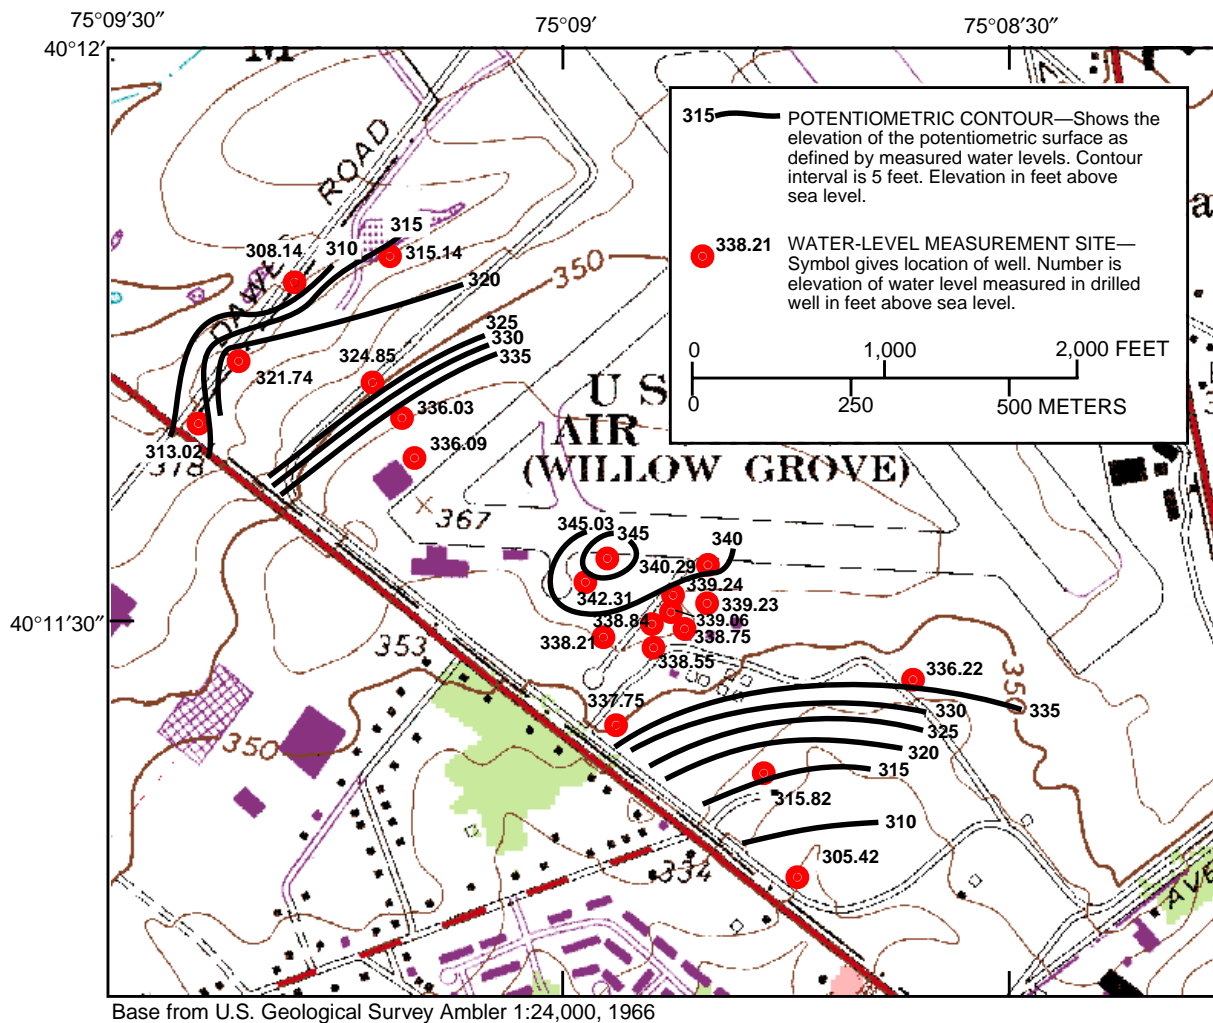 75°09′30″
75°09′
75°08′30″
40°12′
M
ROAD
315
POTENTIOMETRIC CONTOUR—Shows the
elevation of the potentiometric surface as
defined by measured water levels. Contour
interval is 5 feet. Elevation in feet above
sea level.
338.21
WATER-LEVEL MEASUREMENT SITE—
Symbol gives location of well. Number is
elevation of water level measured in drilled
well in feet above sea level.
0
1,000
2,000 FEET
0
250
500 METERS
a
315
308.14
310
315.14
350
320
325
330
335
324.85
321.74
336.03
336.09
313.02
318
U S
AIR
(WILLOW GROVE)
367
345.03
345
340
340.29
342.31
339.24
339.23
339.06
338.84
338.75
338.21
338.55
40°11′30″
353
336.22
350
335
337.75
330
325
320
315
350
315.82
310
305.42
334
AVE
Base from U.S. Geological Survey Ambler 1:24,000, 1966